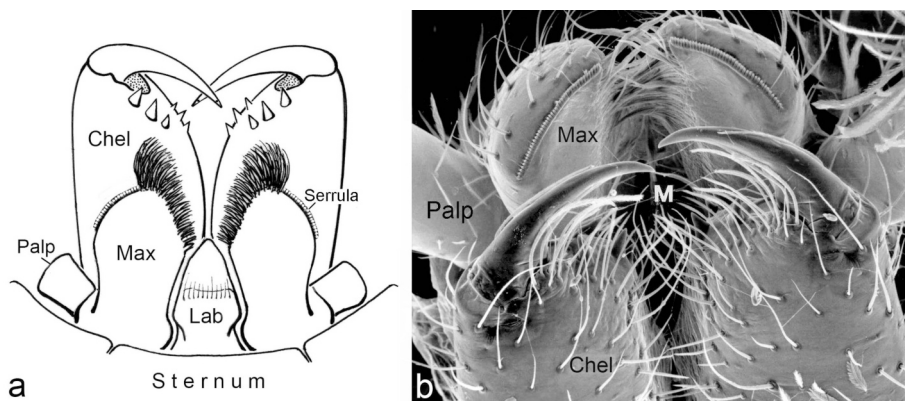 Chel
Serrula
Palp
Max
Lab
a
Sternum
Max
Palp
M
Chel
b